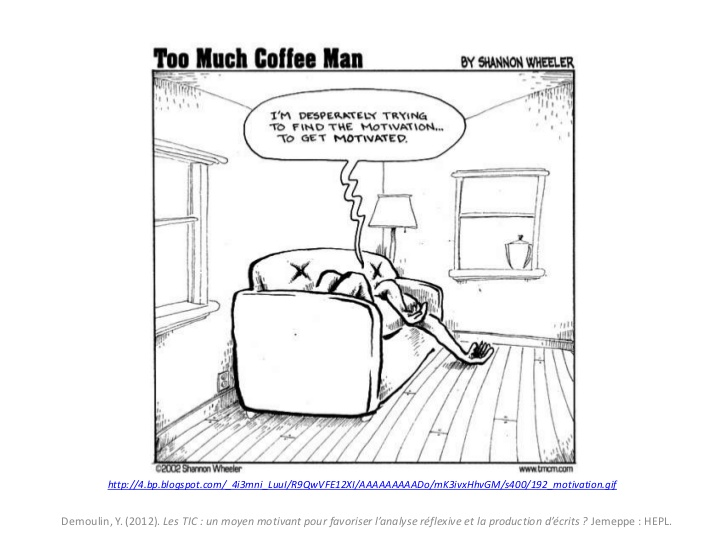 Too Much Coffee Man
BY SHANNON WHEELER
I'M DESPERATELY TRYING
TO FIND THE MOTIVATION...
TO GET MOTIVATED.
©2002 Shannon Wheeler
www.tmcm.com
http://4.bp.blogspot.com/_4i3mni_LuuI/R9QwVFE12XI/AAAAAAAAADo/mK3ivxHhvGM/s400/192_motivation.gif
Demoulin, Y. (2012). Les TIC : un moyen motivant pour favoriser l’analyse réflexive et la production d’écrits ? Jemeppe : HEPL.